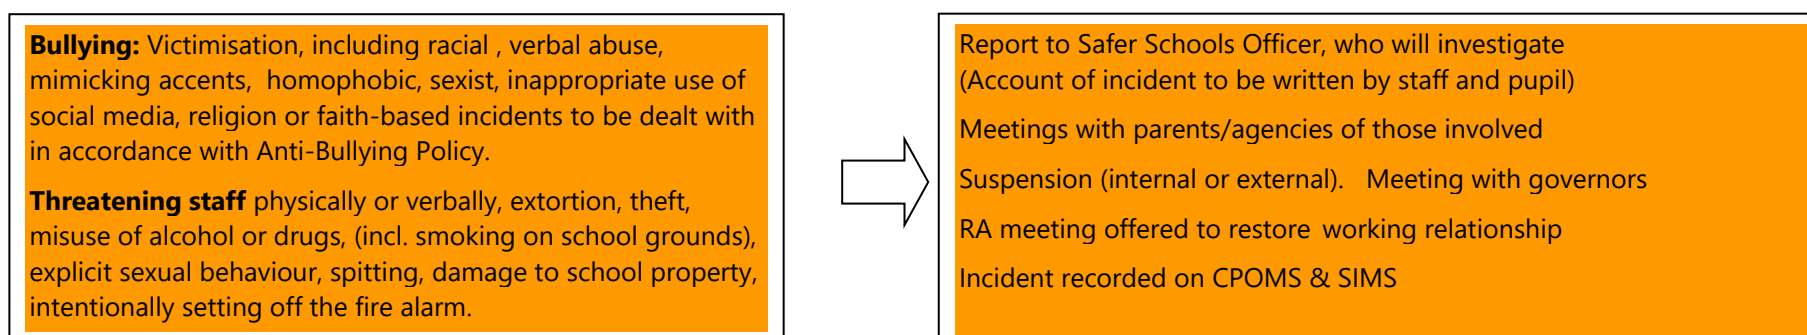 Bullying: Victimisation, including racial , verbal abuse,
mimicking accents,  homophobic, sexist, inappropriate use of
social media, religion or faith-based incidents to be dealt with
in accordance with Anti-Bullying Policy.
Threatening staff physically or verbally, extortion, theft,
misuse of alcohol or drugs, (incl. smoking on school grounds),
explicit sexual behaviour, spitting, damage to school property,
intentionally setting off the fire alarm.
Report to Safer Schools Officer, who will investigate
(Account of incident to be written by staff and pupil)
Meetings with parents/agencies of those involved
Suspension (internal or external).   Meeting with governors
RA meeting offered to restore working relationship
Incident recorded on CPOMS & SIMS